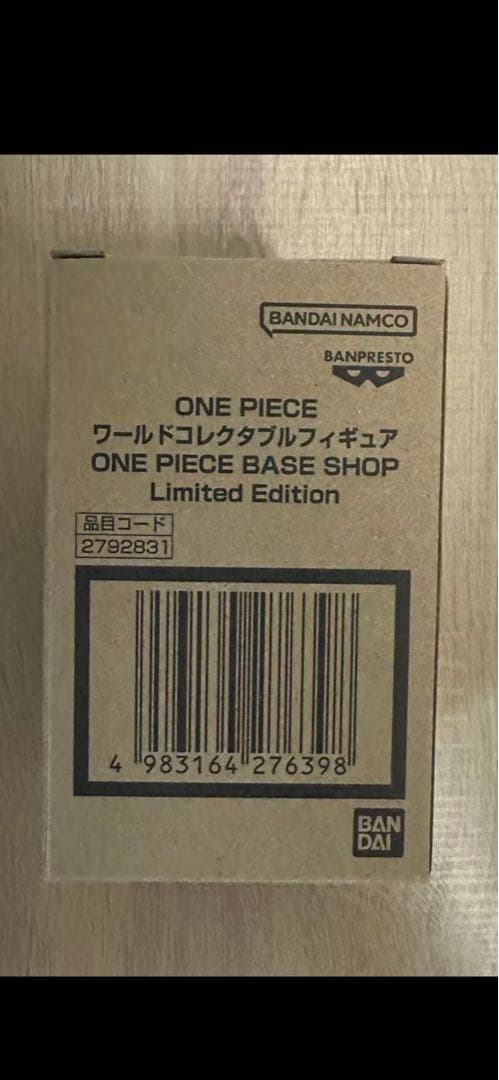 BANDAI NAMCO
BANPRESTO
ONE PIECE
ワールドコレクタブルフィギュア
ONE PIECE BASE SHOP
Limited Edition
品目コード
2792831
4 983164 276398
BAN
DAI